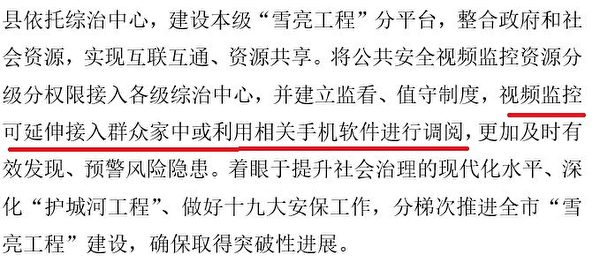 县依托综治中心，建设本级“雪亮工程”分平台，整合政府和社
会资源，实现互联互通、资源共享。将公共安全视频监控资源分
级分权限接入各级综治中心，并建立监看、值守制度，视频监控
可延伸接入群众家中或利用相关手机软件进行调阅，更加及时有
效发现、预警风险隐患。着眼于提升社会治理的现代化水平、深
化“护城河工程”、做好十九大安保工作，分梯次推进全市“雪
亮工程”建设，确保取得突破性进展。